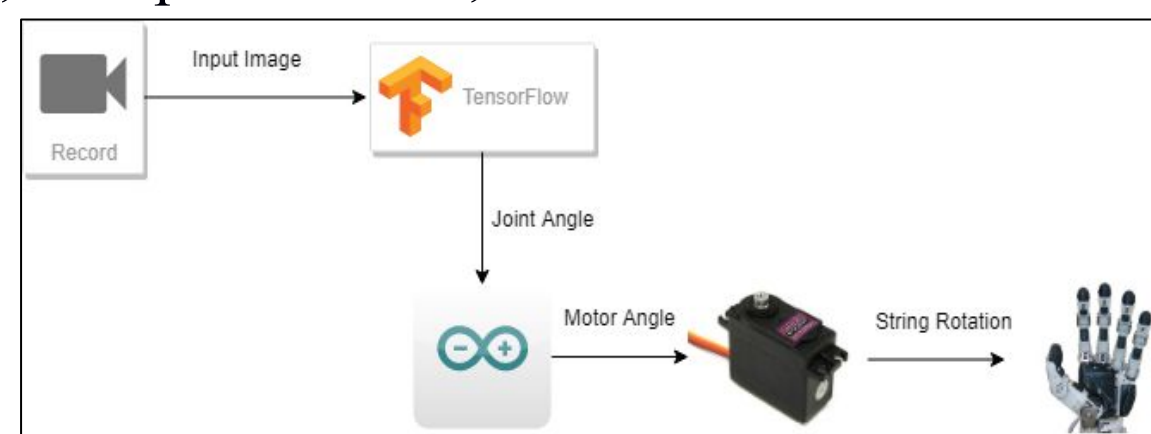 Input Image
TensorFlow
Record
Joint Angle
Motor Angle
String Rotation